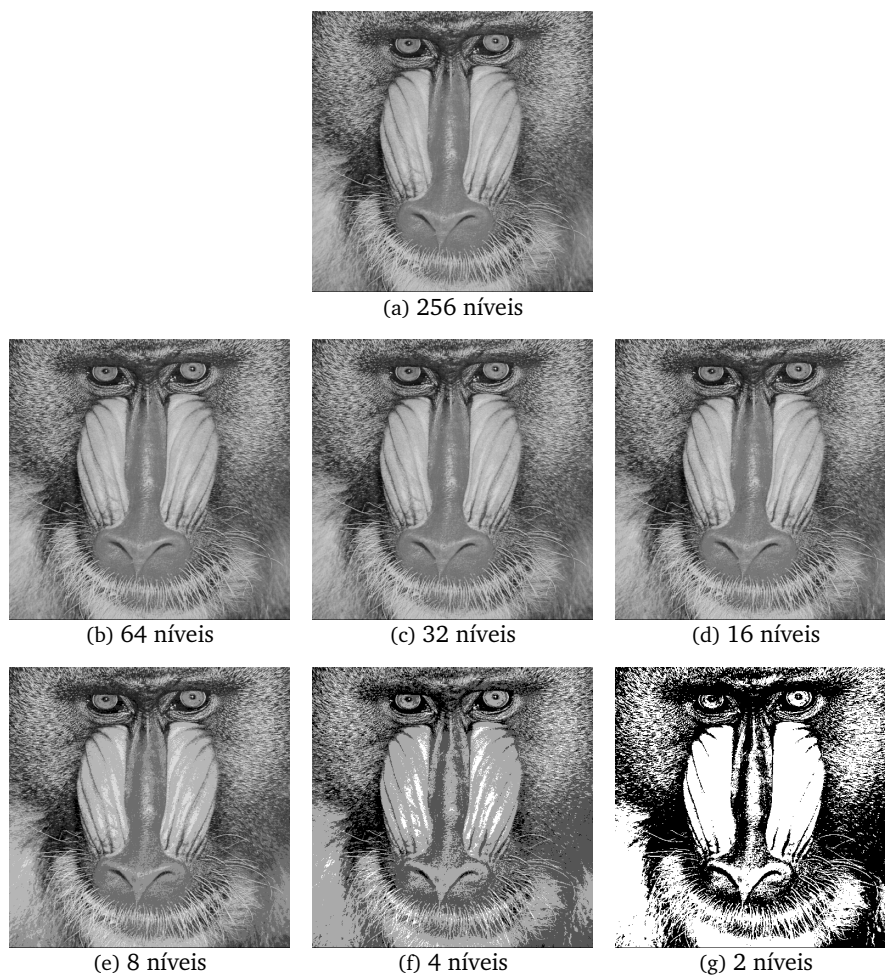 (a) 256 níveis
(b) 64 níveis
(c) 32 níveis
(d) 16 níveis
(e) 8 níveis
(f) 4 níveis
(g) 2 níveis